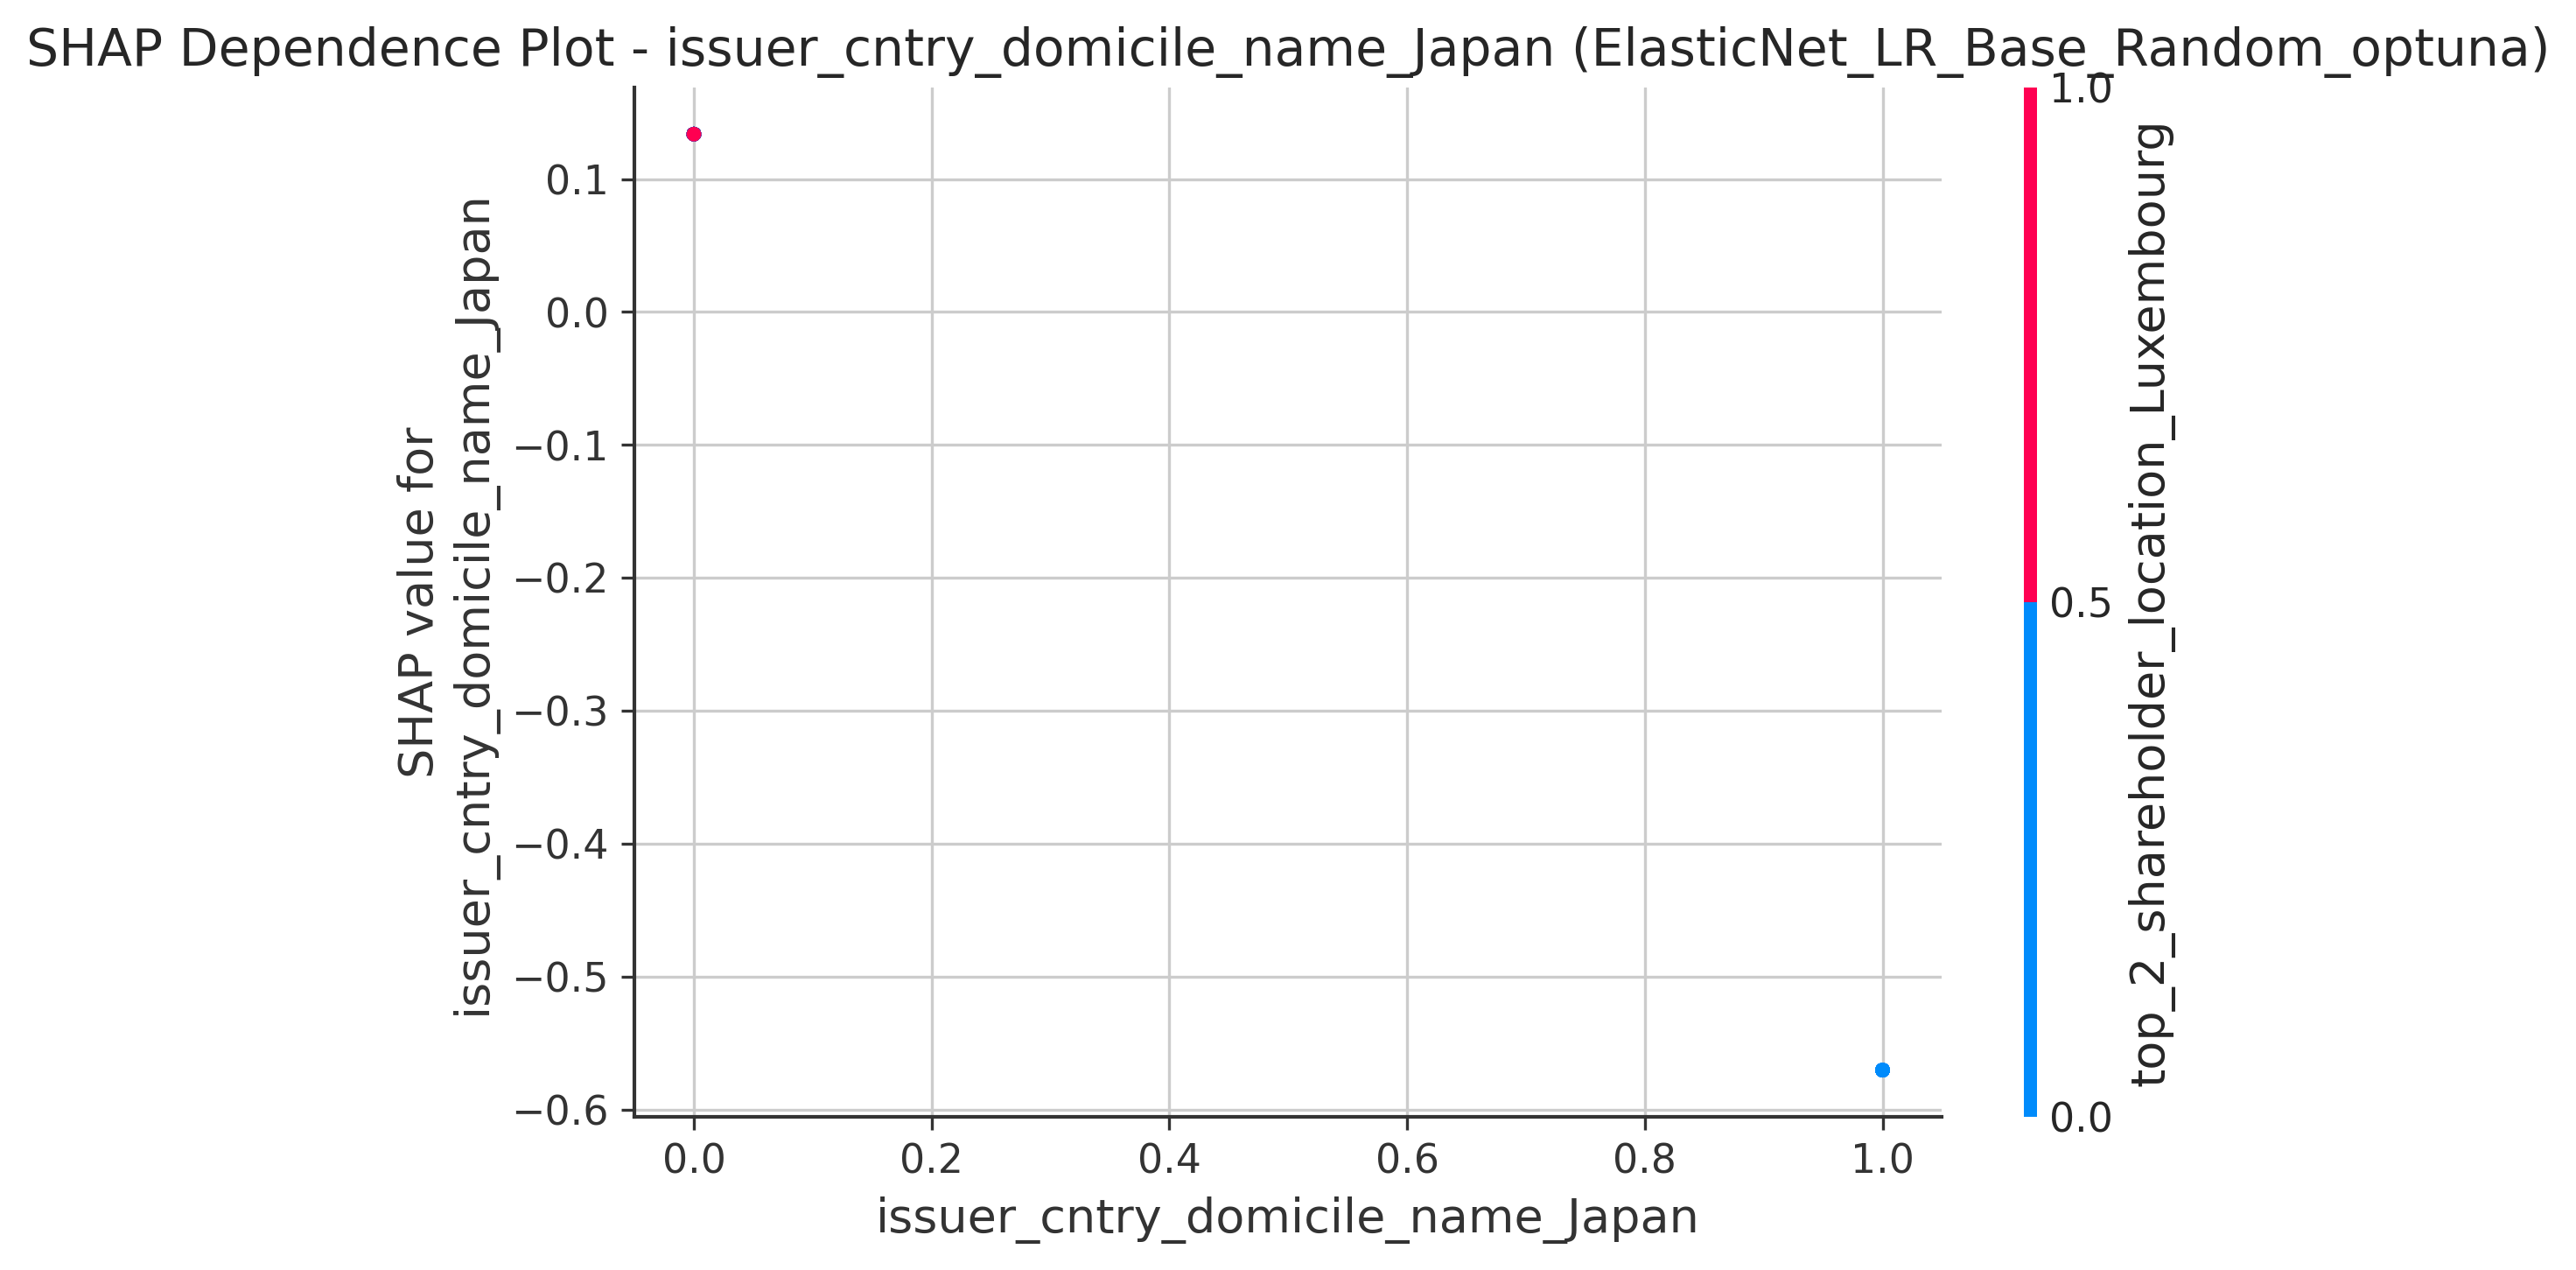 SHAP Dependence Plot - issuer_cntry_domicile_name_Japan (ElasticNet_LR_Base_Random_optuna)
SHAP value for
issuer_cntry_domicile_name_Japan
0.1
0.0
−0.1
−0.2
−0.3
−0.4
−0.5
−0.6
0.0 0.2 0.4 0.6 0.8 1.0
issuer_cntry_domicile_name_Japan
1.0
0.5
0.0
top_2_shareholder_location_Luxembourg